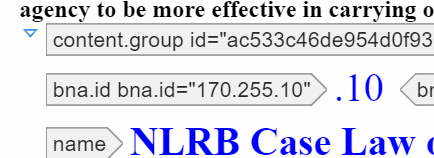 agency to be more effective in carrying o
content.group id="ac533c46de954d0f93
bna.id bna.id="170.255.10" .10 br
name NLRB Case Law o